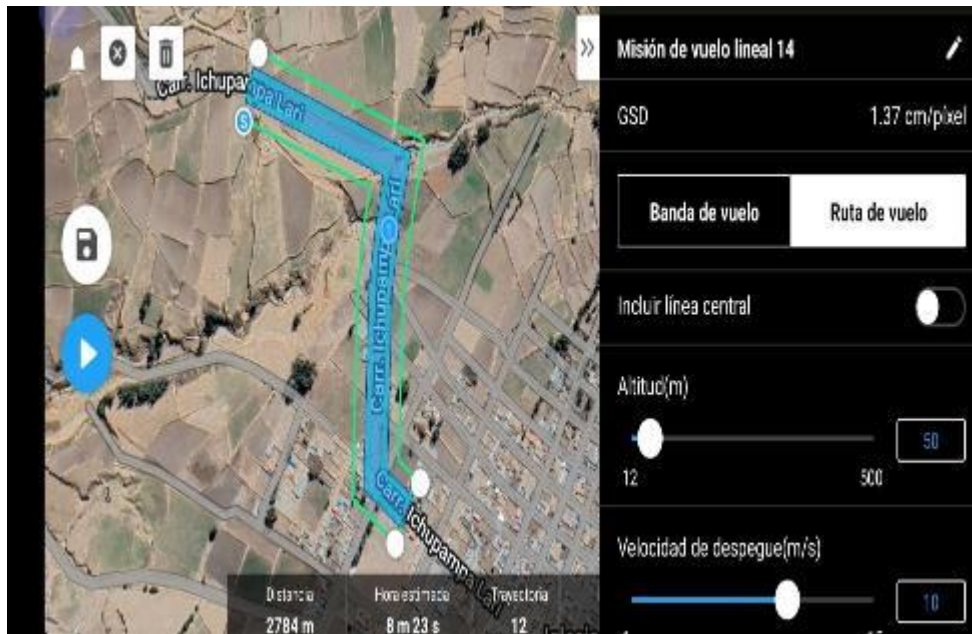 Carr. Ichupampa Lari
S
Carr. Ichupampa Lari
Carr. Ichupampa Lari
Distancia
2784 m
Hora estimada
8 m 23 s
Trayectoria
12
Misión de vuelo lineal 14
GSD
1.37 cm/pixel
Banda de vuelo
Ruta de vuelo
Incluir línea central
Altitud(m)
50
12
500
Velocidad de despegue(m/s)
10